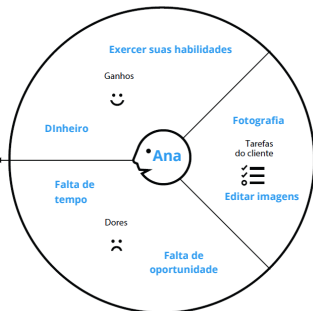 Exercer suas habilidades
Ganhos
DInheiro
Fotografia
Tarefas
do cliente
Editar imagens
Ana
Falta de
tempo
Dores
Falta de
oportunidade